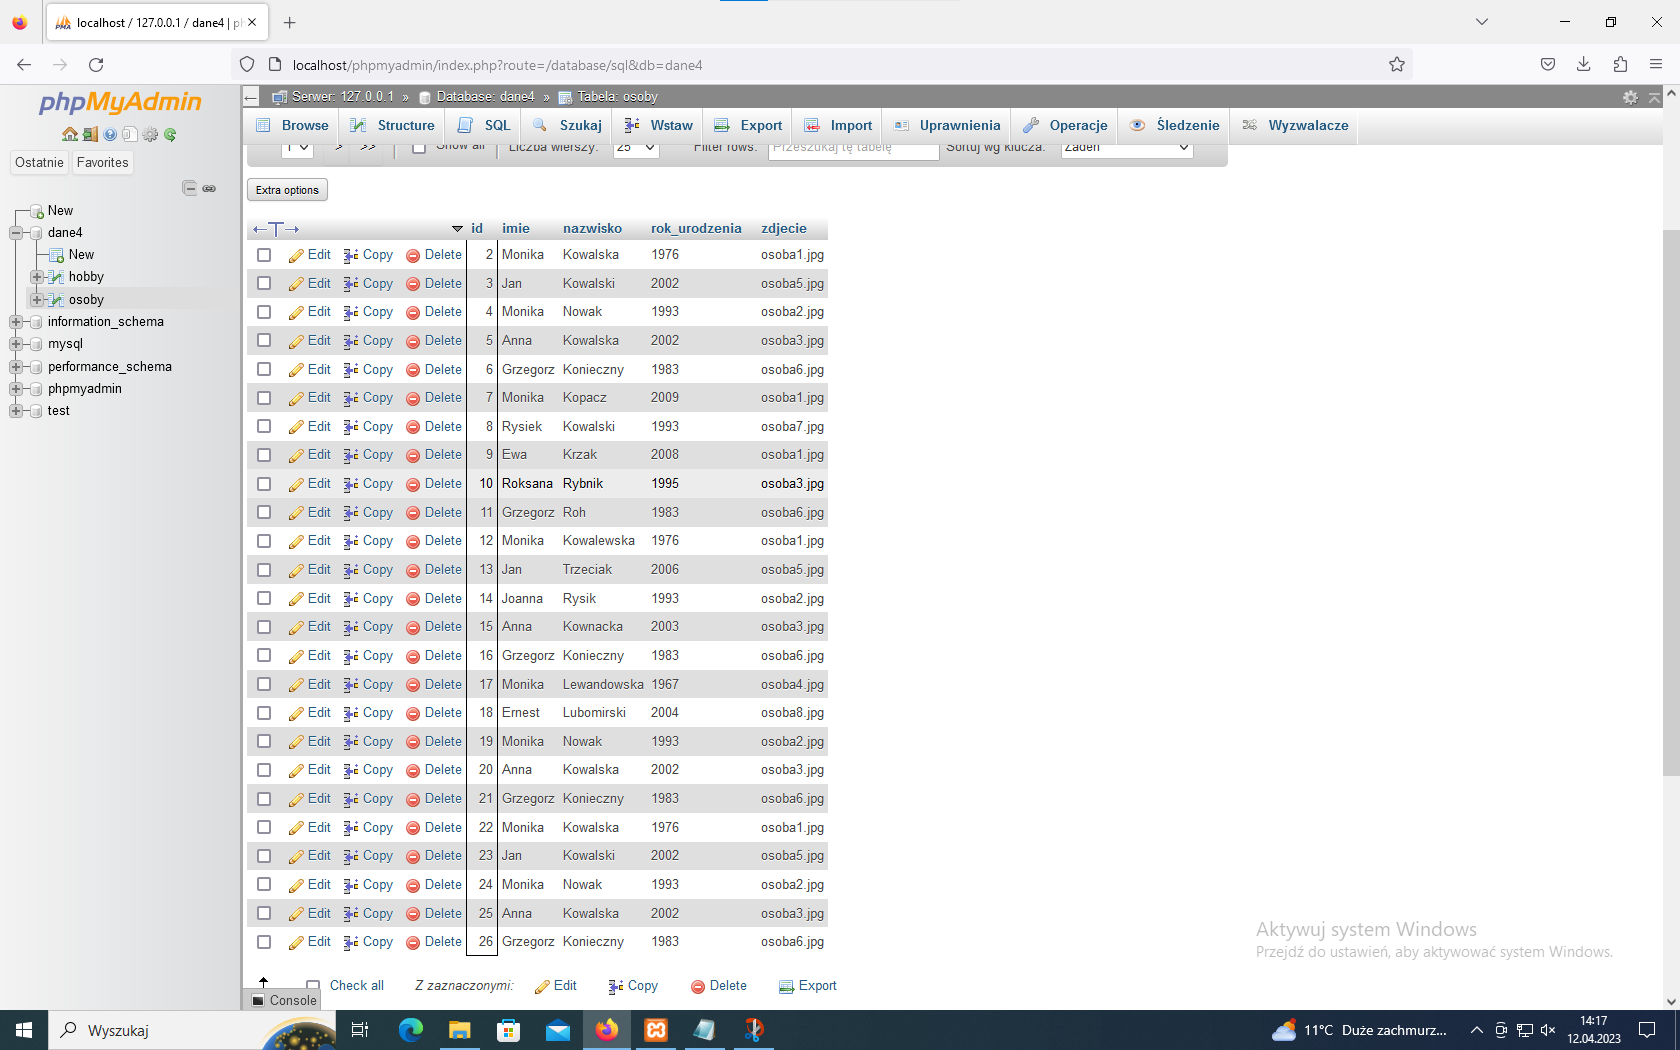 localhost / 127.0.0.1 / dane4 | ph
localhost/phpmyadmin/index.php?route=/database/sql&db=dane4
phpMyAdmin
Ostatnie Favorites
New
dane4
New
hobby
osoby
information_schema
mysql
performance_schema
phpmyadmin
test
Serwer: 127.0.0.1 » Database: dane4 » Tabela: osoby
Browse Structure SQL Szukaj Wstaw Export Import Uprawnienia Operacje Śledzenie Wyzwalacze
1 > >> Show all Liczba wierszy: 25 Filter rows: Przeszukaj tę tabelę Sortuj wg klucza: Żaden
Extra options
←T→ id imie nazwisko rok_urodzenia zdjecie
Edit Copy Delete 2 Monika Kowalska 1976 osoba1.jpg
Edit Copy Delete 3 Jan Kowalski 2002 osoba5.jpg
Edit Copy Delete 4 Monika Nowak 1993 osoba2.jpg
Edit Copy Delete 5 Anna Kowalska 2002 osoba3.jpg
Edit Copy Delete 6 Grzegorz Konieczny 1983 osoba6.jpg
Edit Copy Delete 7 Monika Kopacz 2009 osoba1.jpg
Edit Copy Delete 8 Rysiek Kowalski 1993 osoba7.jpg
Edit Copy Delete 9 Ewa Krzak 2008 osoba1.jpg
Edit Copy Delete 10 Roksana Rybnik 1995 osoba3.jpg
Edit Copy Delete 11 Grzegorz Roh 1983 osoba6.jpg
Edit Copy Delete 12 Monika Kowalewska 1976 osoba1.jpg
Edit Copy Delete 13 Jan Trzeciak 2006 osoba5.jpg
Edit Copy Delete 14 Joanna Rysik 1993 osoba2.jpg
Edit Copy Delete 15 Anna Kownacka 2003 osoba3.jpg
Edit Copy Delete 16 Grzegorz Konieczny 1983 osoba6.jpg
Edit Copy Delete 17 Monika Lewandowska 1967 osoba4.jpg
Edit Copy Delete 18 Ernest Lubomirski 2004 osoba8.jpg
Edit Copy Delete 19 Monika Nowak 1993 osoba2.jpg
Edit Copy Delete 20 Anna Kowalska 2002 osoba3.jpg
Edit Copy Delete 21 Grzegorz Konieczny 1983 osoba6.jpg
Edit Copy Delete 22 Monika Kowalska 1976 osoba1.jpg
Edit Copy Delete 23 Jan Kowalski 2002 osoba5.jpg
Edit Copy Delete 24 Monika Nowak 1993 osoba2.jpg
Edit Copy Delete 25 Anna Kowalska 2002 osoba3.jpg
Edit Copy Delete 26 Grzegorz Konieczny 1983 osoba6.jpg
Check all Z zaznaczonymi: Edit Copy Delete Export
Console
Aktywuj system Windows
Przejdź do ustawień, aby aktywować system Windows.
Wyszukaj
11°C Duże zachmurz...
14:17
12.04.2023